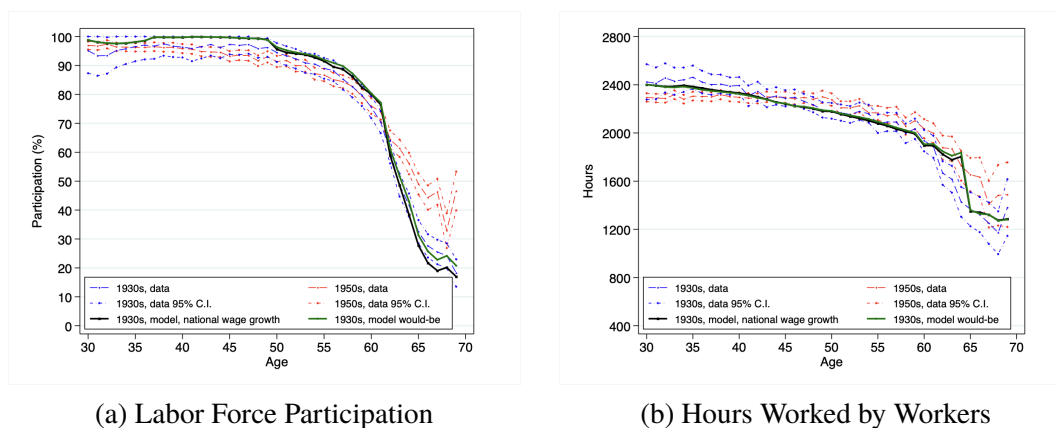 Participation (%)
100
90
80
70
60
50
40
30
20
10
0
30 35 40 45 50 55 60 65 70
Age
1930s, data
1950s, data
1930s, data 95% C.I.
1950s, data 95% C.I.
1930s, model, national wage growth
1930s, model would-be
(a) Labor Force Participation
Hours
2800
2400
2000
1600
1200
800
400
30 35 40 45 50 55 60 65 70
Age
1930s, data
1950s, data
1930s, data 95% C.I.
1950s, data 95% C.I.
1930s, model, national wage growth
1930s, model would-be
(b) Hours Worked by Workers